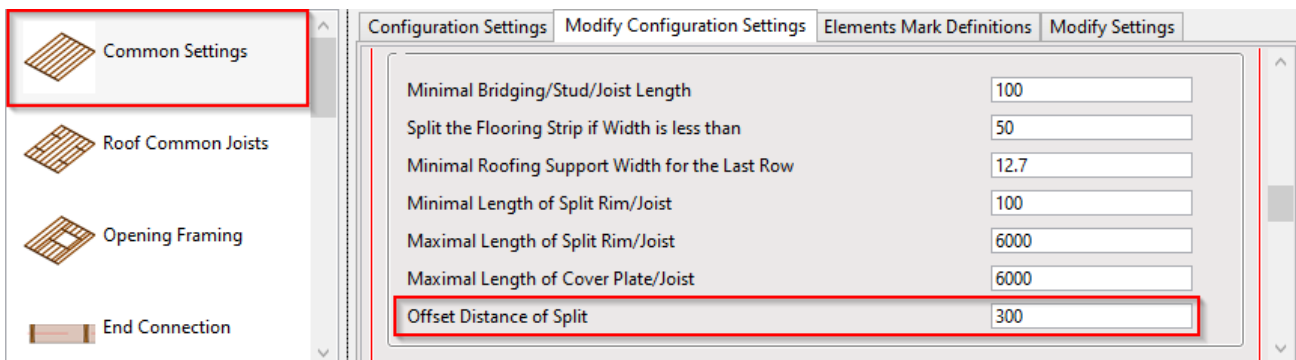 Common Settings
Roof Common Joists
Opening Framing
End Connection
Configuration Settings Modify Configuration Settings Elements Mark Definitions Modify Settings
Minimal Bridging/Stud/Joist Length 100
Split the Flooring Strip if Width is less than 50
Minimal Roofing Support Width for the Last Row 12.7
Minimal Length of Split Rim/Joist 100
Maximal Length of Split Rim/Joist 6000
Maximal Length of Cover Plate/Joist 6000
Offset Distance of Split 300